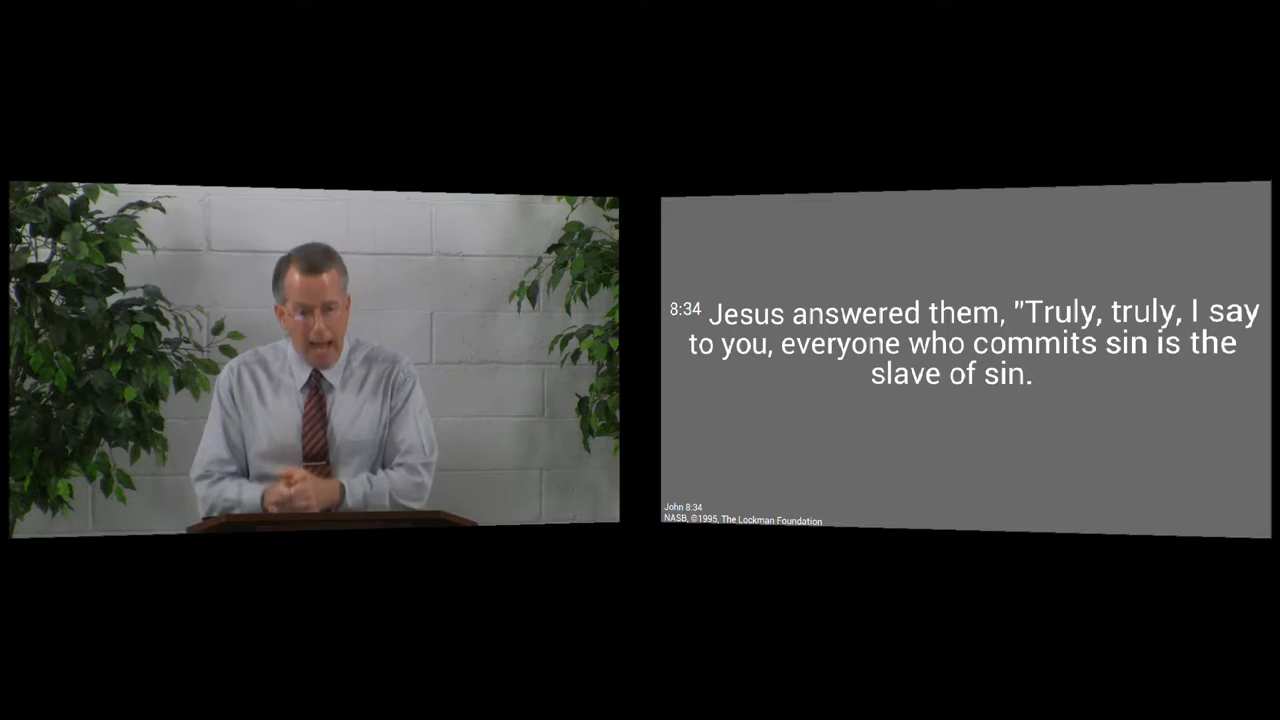 8:34 Jesus answered them, "Truly, truly, I say
to you, everyone who commits sin is the
slave of sin.
John 8:34
NASB, ©1995, The Lockman Foundation